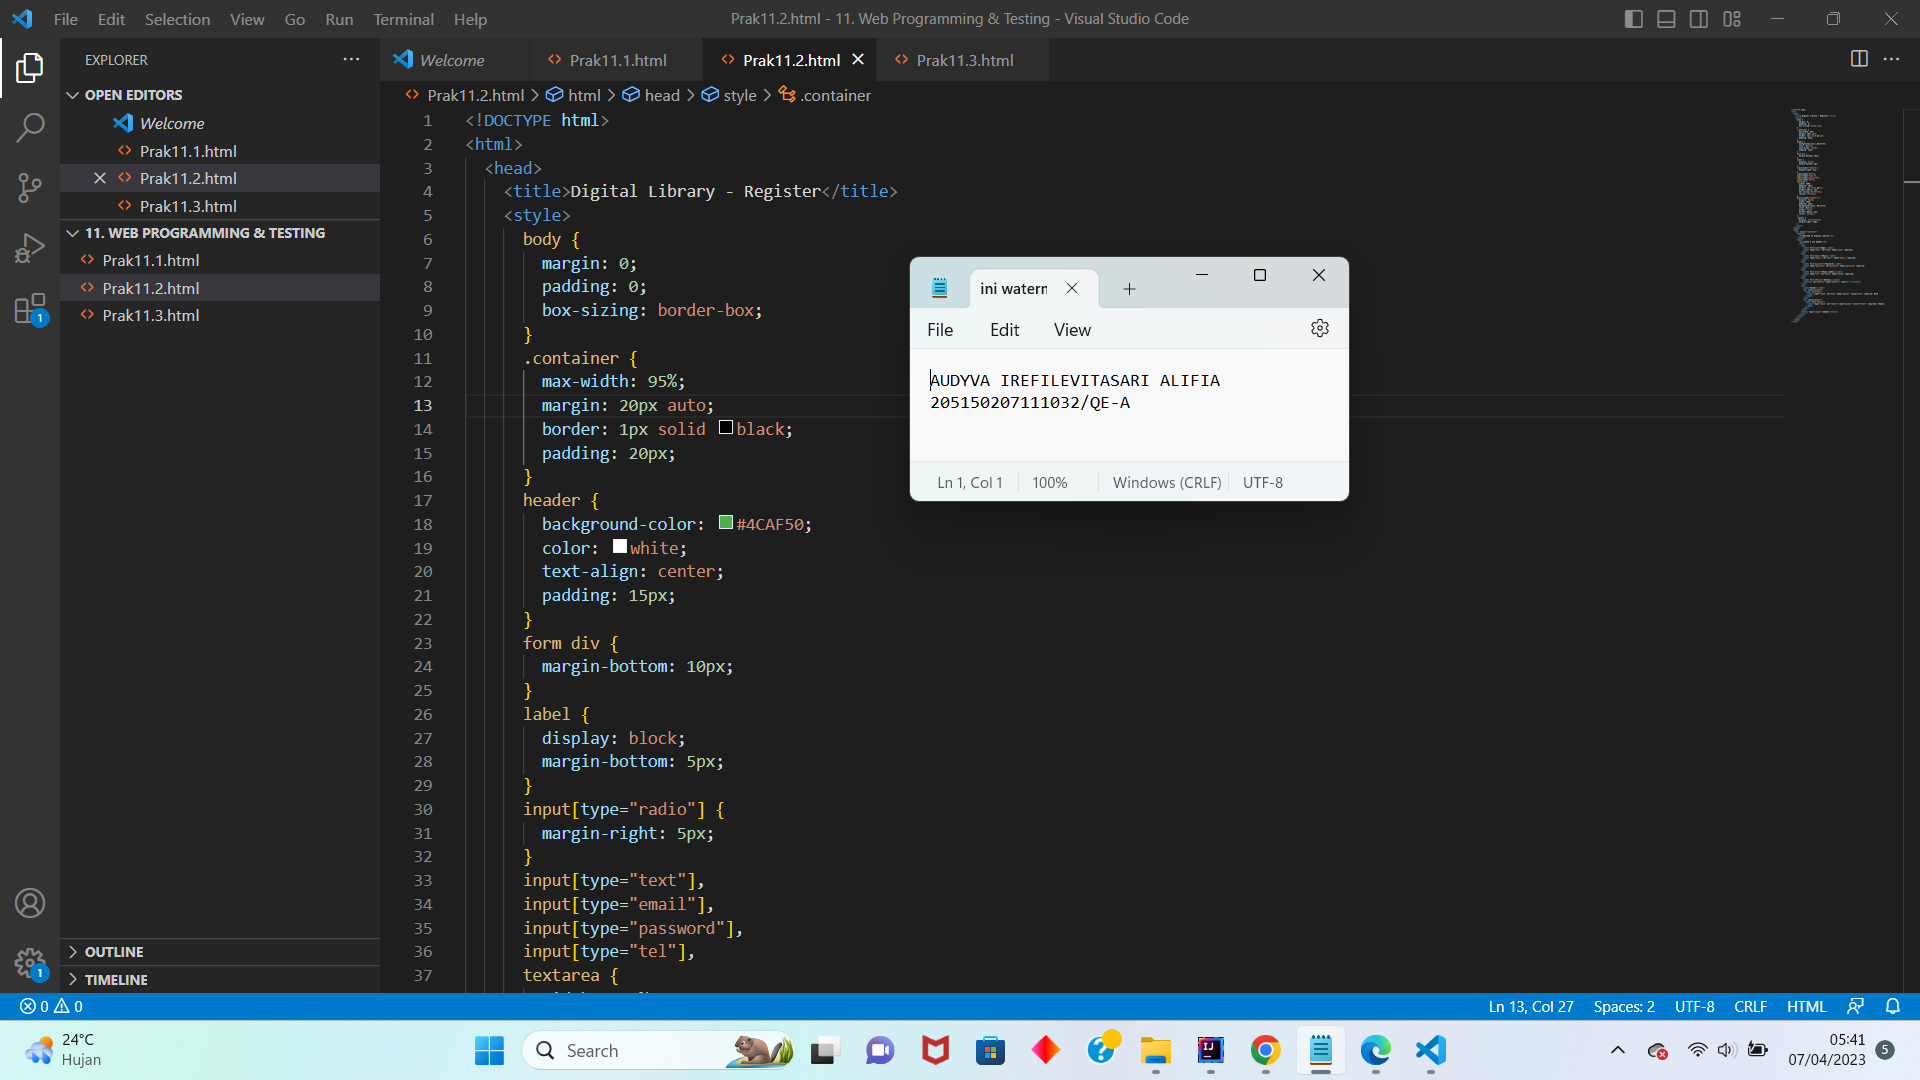 File Edit Selection View Go Run Terminal Help
Prak11.2.html - 11. Web Programming & Testing - Visual Studio Code
EXPLORER
OPEN EDITORS
Welcome
Prak11.1.html
Prak11.2.html
Prak11.3.html
11. WEB PROGRAMMING & TESTING
Prak11.1.html
Prak11.2.html
Prak11.3.html
OUTLINE
TIMELINE
Welcome Prak11.1.html Prak11.2.html Prak11.3.html
Prak11.2.html > html > head > style > .container
1 <!DOCTYPE html>
2 <html>
3 <head>
4 <title>Digital Library - Register</title>
5 <style>
6 body {
7 margin: 0;
8 padding: 0;
9 box-sizing: border-box;
10 }
11 .container {
12 max-width: 95%;
13 margin: 20px auto;
14 border: 1px solid black;
15 padding: 20px;
16 }
17 header {
18 background-color: #4CAF50;
19 color: white;
20 text-align: center;
21 padding: 15px;
22 }
23 form div {
24 margin-bottom: 10px;
25 }
26 label {
27 display: block;
28 margin-bottom: 5px;
29 }
30 input[type="radio"] {
31 margin-right: 5px;
32 }
33 input[type="text"],
34 input[type="email"],
35 input[type="password"],
36 input[type="tel"],
37 textarea {
ini watern
File Edit View
AUDYVA IREFILEVITASARI ALIFIA
205150207111032/QE-A
Ln 1, Col 1 100% Windows (CRLF) UTF-8
1
1
0 0
Ln 13, Col 27 Spaces: 2 UTF-8 CRLF HTML
24°C
Hujan
Search
05:41
07/04/2023
5